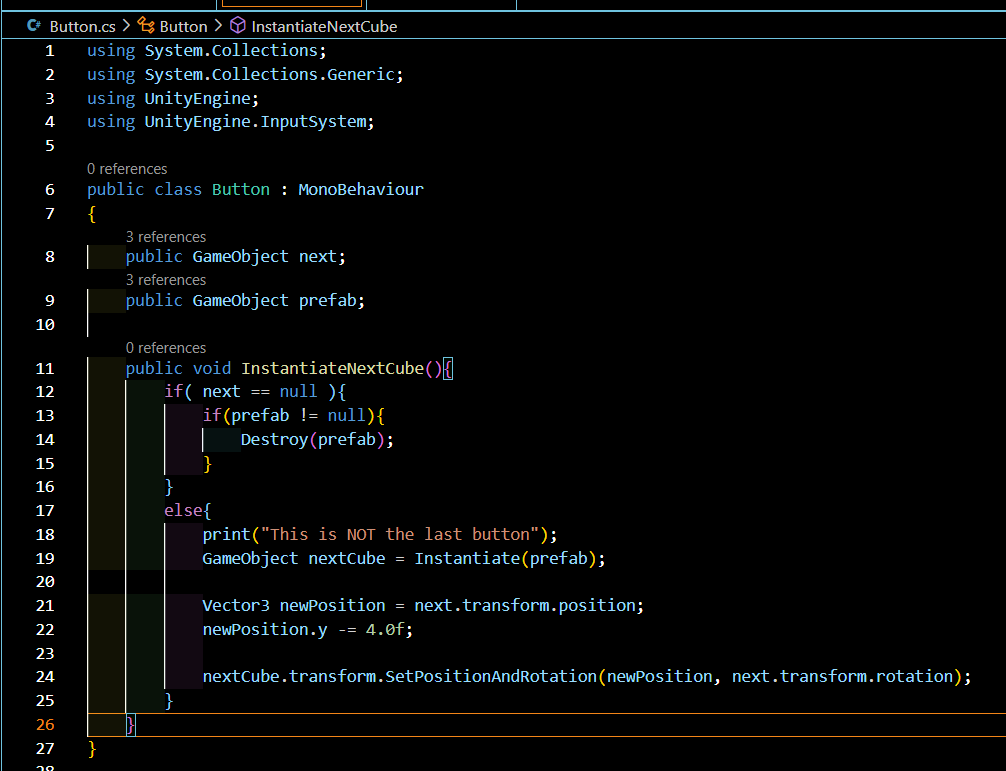 Button.cs > Button > InstantiateNextCube
1 using System.Collections;
2 using System.Collections.Generic;
3 using UnityEngine;
4 using UnityEngine.InputSystem;
5
0 references
6 public class Button : MonoBehaviour
7 {
3 references
8 public GameObject next;
3 references
9 public GameObject prefab;
10
0 references
11 public void InstantiateNextCube(){
12 if( next == null ){
13 if(prefab != null){
14 Destroy(prefab);
15 }
16 }
17 else{
18 print("This is NOT the last button");
19 GameObject nextCube = Instantiate(prefab);
20
21 Vector3 newPosition = next.transform.position;
22 newPosition.y -= 4.0f;
23
24 nextCube.transform.SetPositionAndRotation(newPosition, next.transform.rotation);
25 }
26 }
27 }
28